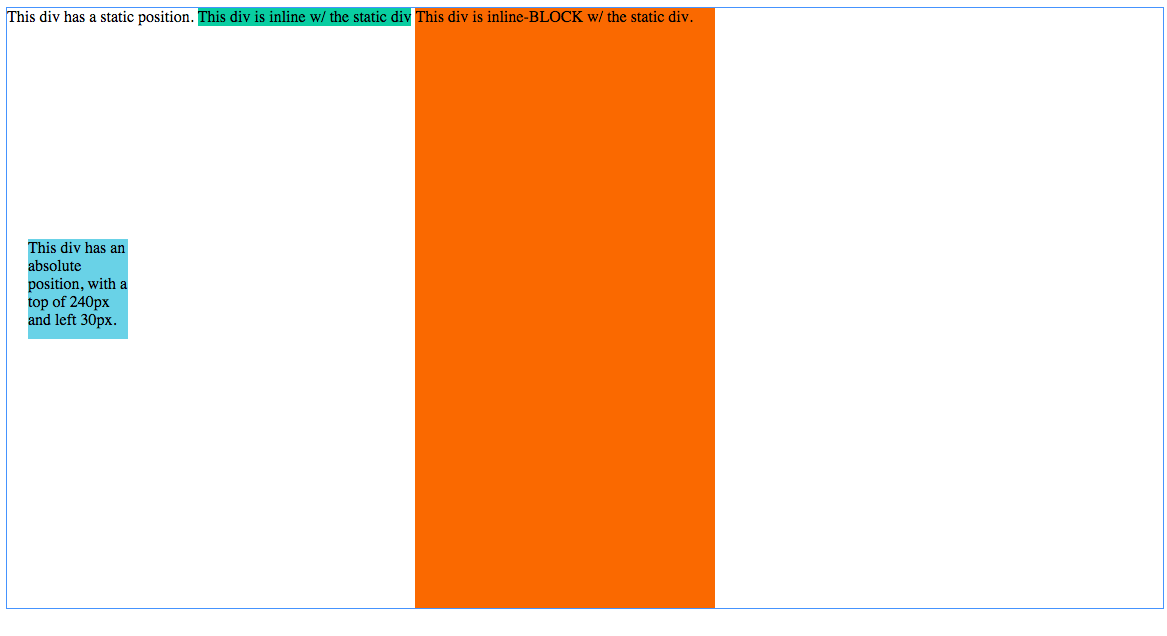 This div has a static position. This div is inline w/ the static div This div is inline-BLOCK w/ the static div.
This div has an
absolute
position, with a
top of 240px
and left 30px.